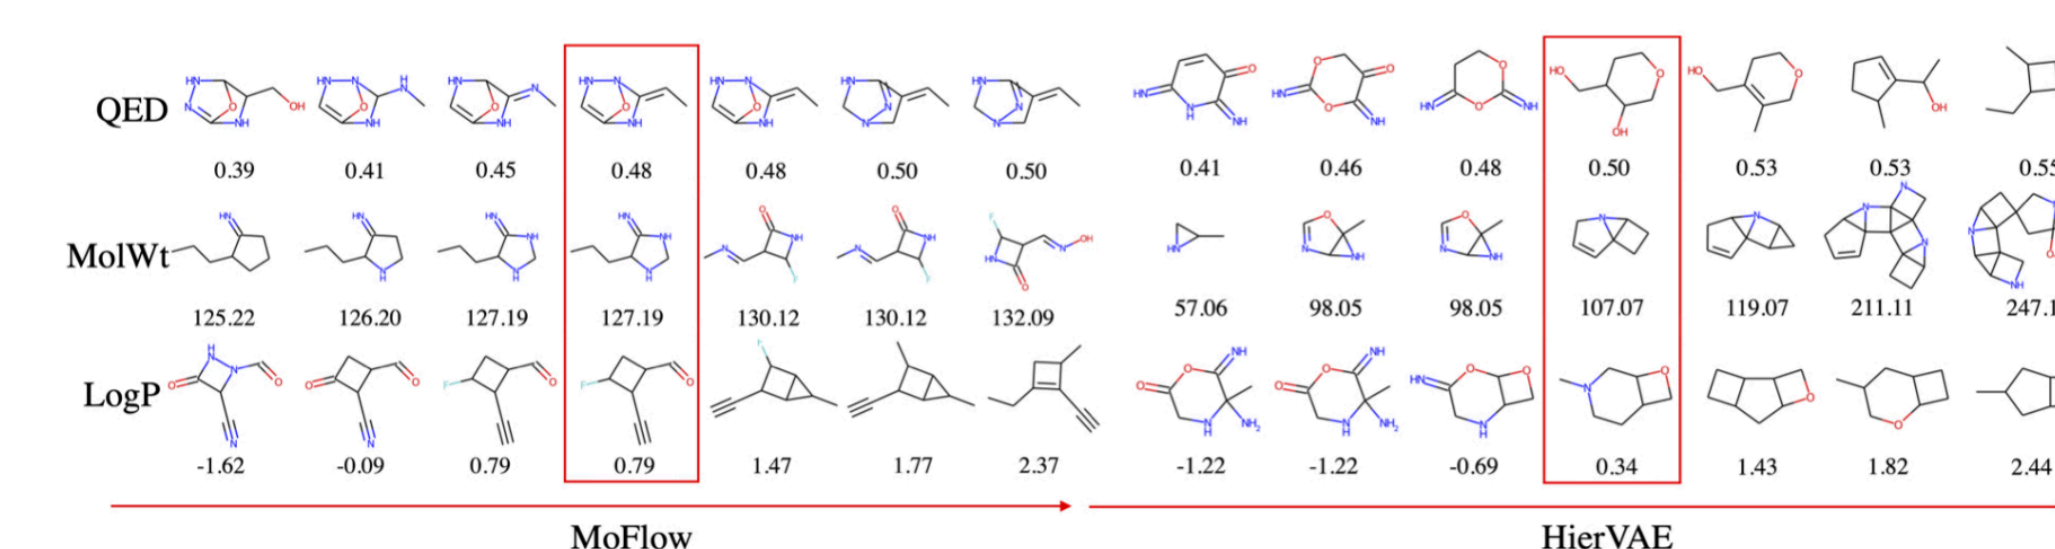 QED
0.39 0.41 0.45 0.48 0.48 0.50 0.50 0.41 0.46 0.48 0.50 0.53 0.53 0.55
MolWt
125.22 126.20 127.19 127.19 130.12 130.12 132.09 57.06 98.05 98.05 107.07 119.07 211.11 247.1
LogP
-1.62 -0.09 0.79 0.79 1.47 1.77 2.37 -1.22 -1.22 -0.69 0.34 1.43 1.82 2.44
MoFlow HierVAE